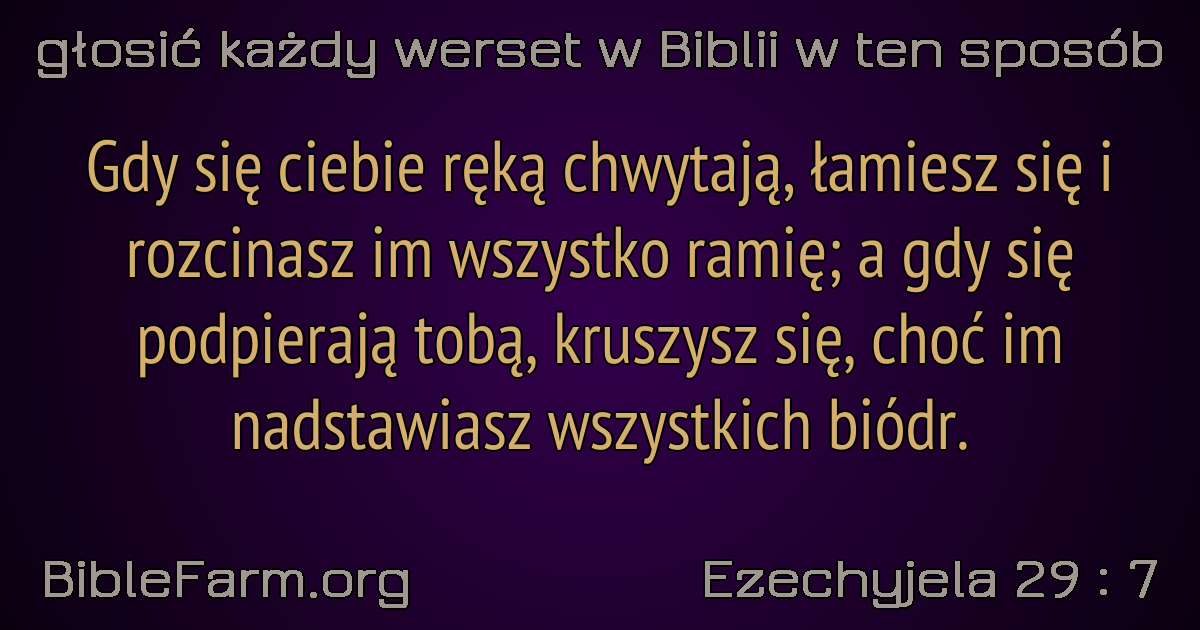 głosić każdy werset w Biblii w ten sposób
Gdy się ciebie ręką chwytają, łamiesz się i
rozcinasz im wszystko ramię; a gdy się
podpierają tobą, kruszysz się, choć im
nadstawiasz wszystkich biódr.
BibleFarm.org
Ezechyjela 29 : 7